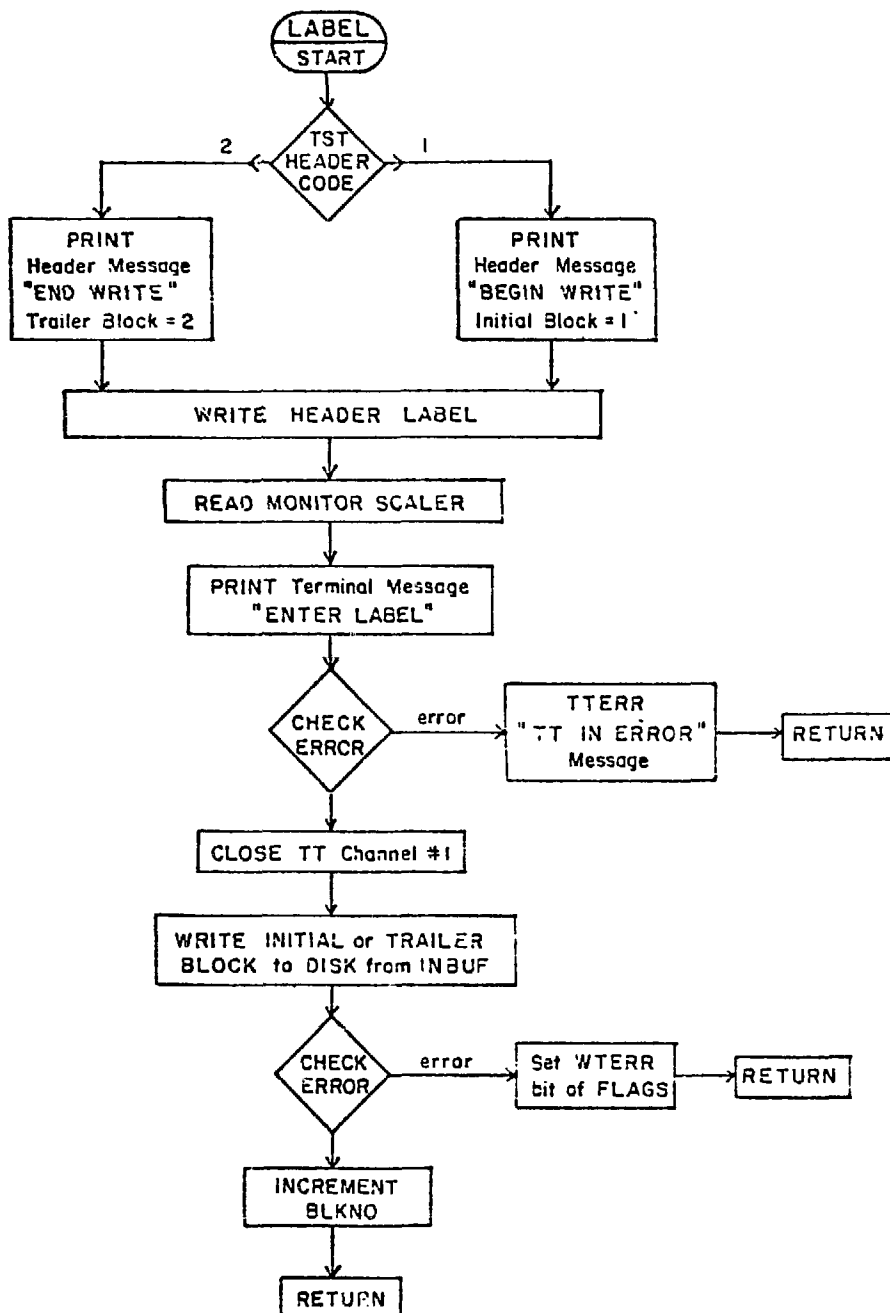 LABEL
START
TST
HEADER
CODE
2
1
PRINT
Header Message
"END WRITE"
Trailer Block = 2
PRINT
Header Message
"BEGIN WRITE"
Initial Block = 1
WRITE HEADER LABEL
READ MONITOR SCALER
PRINT Terminal Message
"ENTER LABEL"
CHECK
ERROR
error
TTERR
"TT IN ERROR"
Message
RETURN
CLOSE TT Channel #1
WRITE INITIAL or TRAILER
BLOCK to DISK from INBUF
CHECK
ERROR
error
Set WTERR
bit of FLAGS
RETURN
INCREMENT
BLKNO
RETURN